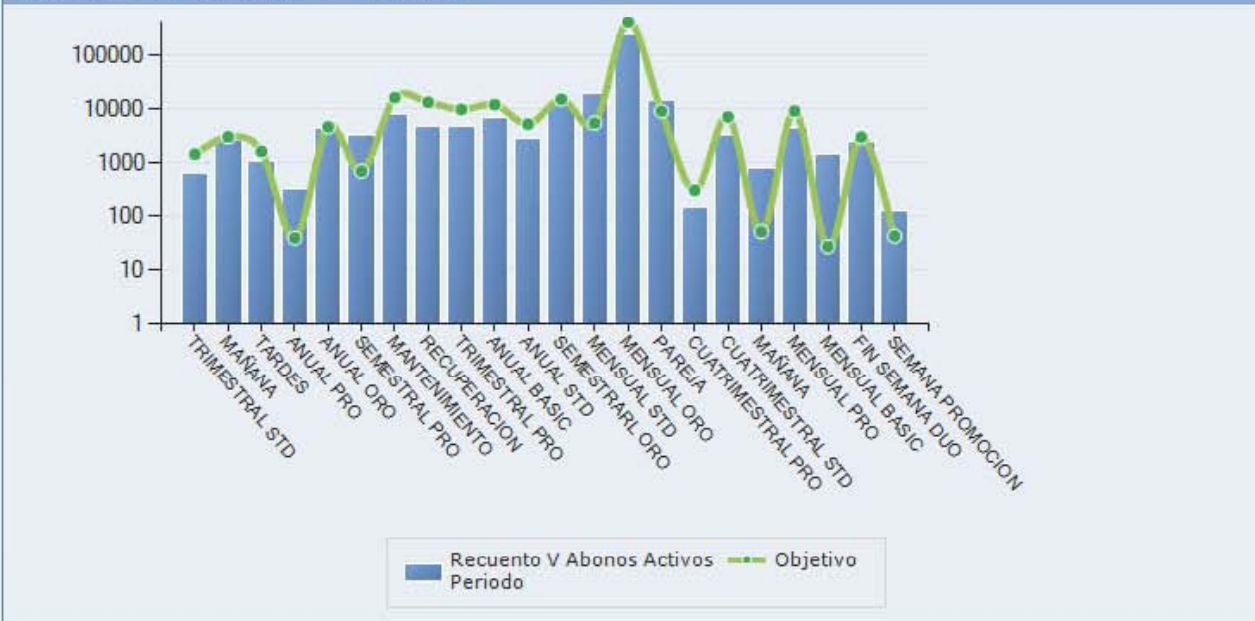 100000
10000
1000
100
10
1
TRIMESTRAL STD
MAÑANA
TARDES
ANUAL PRO
ANUAL ORO
SEMESTRAL PRO
MANTENIMIENTO
RECUPERACION
TRIMESTRAL PRO
ANUAL BASIC
ANUAL STD
SEMESTRARL ORO
MENSUAL STD
MENSUAL ORO
PAREJA
CUATRIMESTRAL PRO
CUATRIMESTRAL STD
MAÑANA
MENSUAL PRO
MENSUAL BASIC
FIN SEMANA DUO
SEMANA PROMOCION
Recuento V Abonos Activos
Periodo
Objetivo